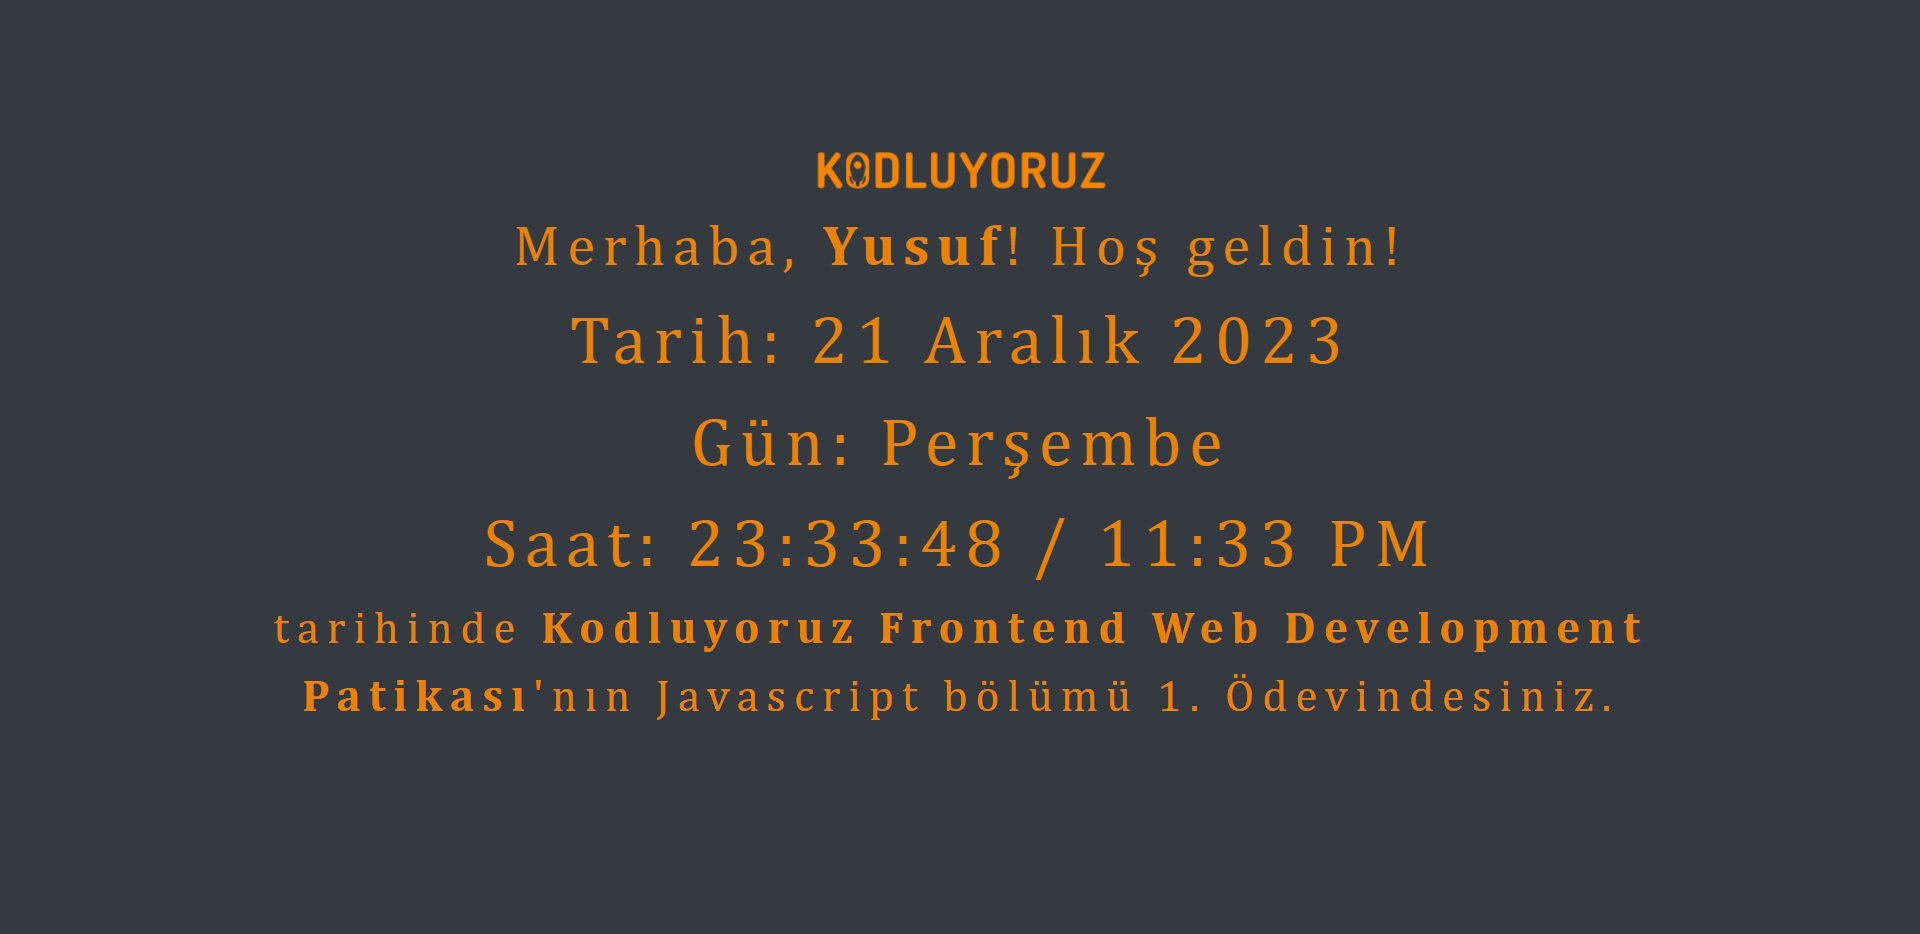 KODLUYORUZ
Merhaba, Yusuf! Hoş geldin!
Tarih: 21 Aralık 2023
Gün: Perşembe
Saat: 23:33:48 / 11:33 PM
tarihinde Kodluyoruz Frontend Web Development
Patikası'nın Javascript bölümü 1. Ödevindesiniz.